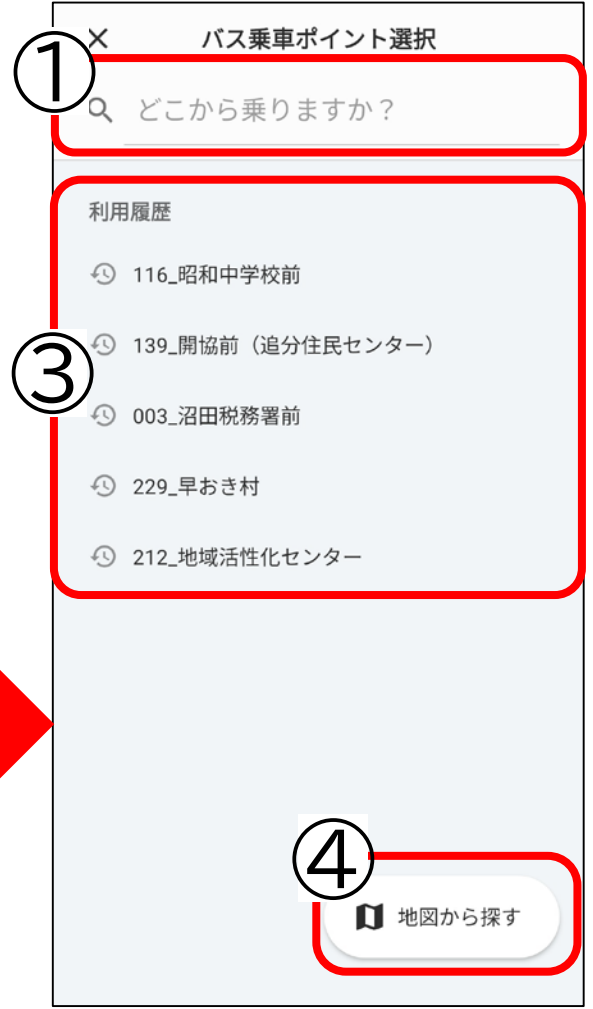 ①
× バス乗車ポイント選択
どこから乗りますか？
③
利用履歴
116_昭和中学校前
139_開協前（追分住民センター）
003_沼田税務署前
229_早おき村
212_地域活性化センター
④
地図から探す